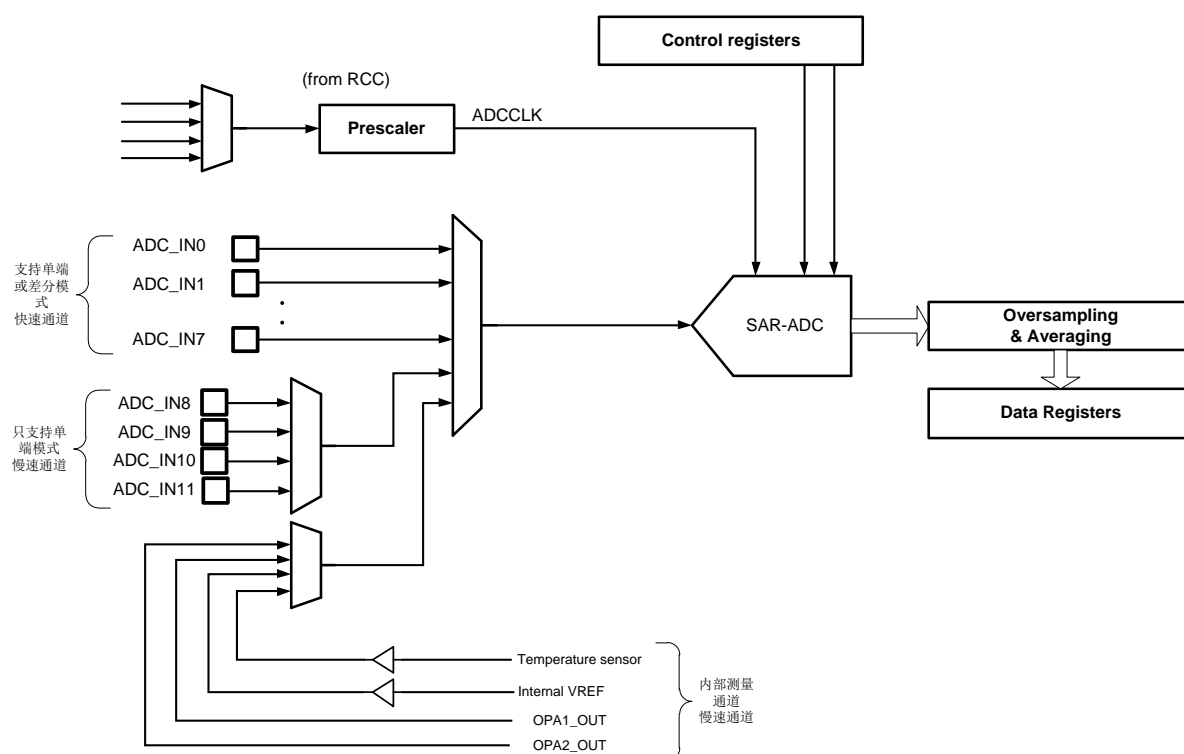 Control registers
(from RCC)
Prescaler
ADCCLK
支持单端
或差分模
式
快速通道
ADC_IN0
ADC_IN1
:
ADC_IN7
SAR-ADC
Oversampling
& Averaging
Data Registers
只支持单
端模式
慢速通道
ADC_IN8
ADC_IN9
ADC_IN10
ADC_IN11
Temperature sensor
Internal VREF
OPA1_OUT
OPA2_OUT
内部测量
通道
慢速通道